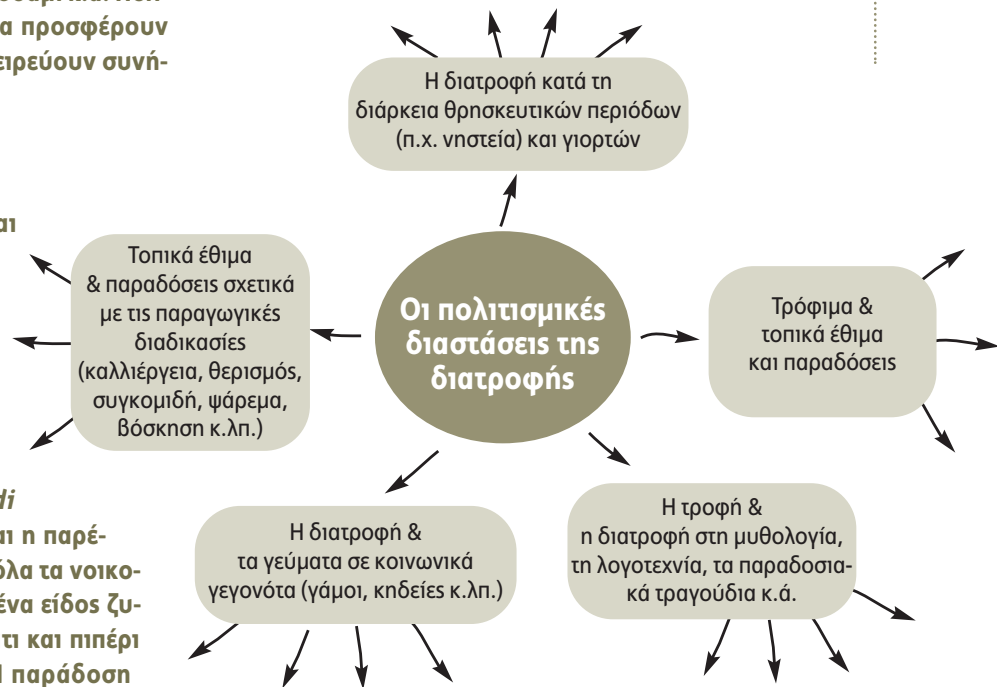 α προσφέρουν
ειρεύουν συνή-
αι
di
αι η παρέ-
όλα τα νοικο-
ένα είδος ζυ-
τι και πιπέρι
παράδοση
Η διατροφή κατά τη
διάρκεια θρησκευτικών περιόδων
(π.χ. νηστεία) και γιορτών
Τοπικά έθιμα
& παραδόσεις σχετικά
με τις παραγωγικές
διαδικασίες
(καλλιέργεια, θερισμός,
συγκομιδή, ψάρεμα,
βόσκηση κ.λπ.)
Οι πολιτισμικές
διαστάσεις της
διατροφής
Τρόφιμα &
τοπικά έθιμα
και παραδόσεις
Η διατροφή &
τα γεύματα σε κοινωνικά
γεγονότα (γάμοι, κηδείες κ.λπ.)
Η τροφή &
η διατροφή στη μυθολογία,
τη λογοτεχνία, τα παραδοσια-
κά τραγούδια κ.ά.